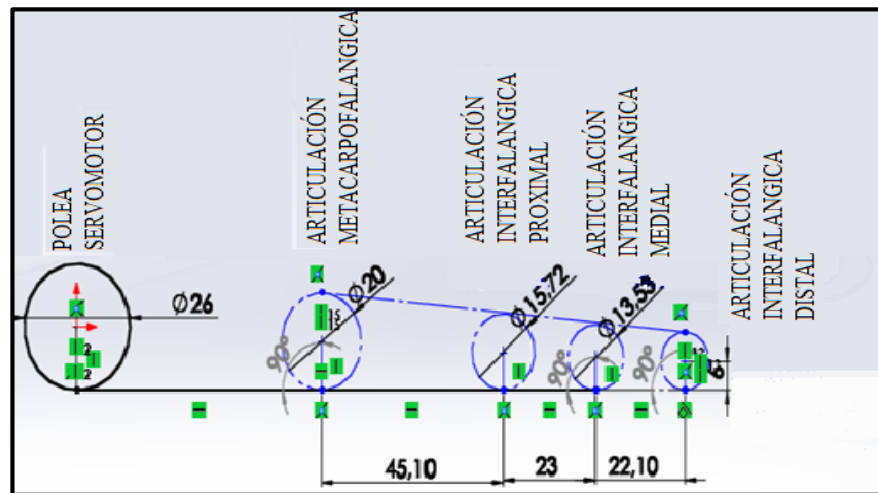 POLEA
SERVOMOTOR
ARTICULACIÓN
METACARPOFALANGICA
ARTICULACIÓN
INTERFALANGICA
PROXIMAL
ARTICULACIÓN
INTERFALANGICA
MEDIAL
ARTICULACIÓN
INTERFALANGICA
DISTAL
Ø26
Ø20
Ø15,72
Ø13,53
90°
90°
90°
45,10
23
22,10